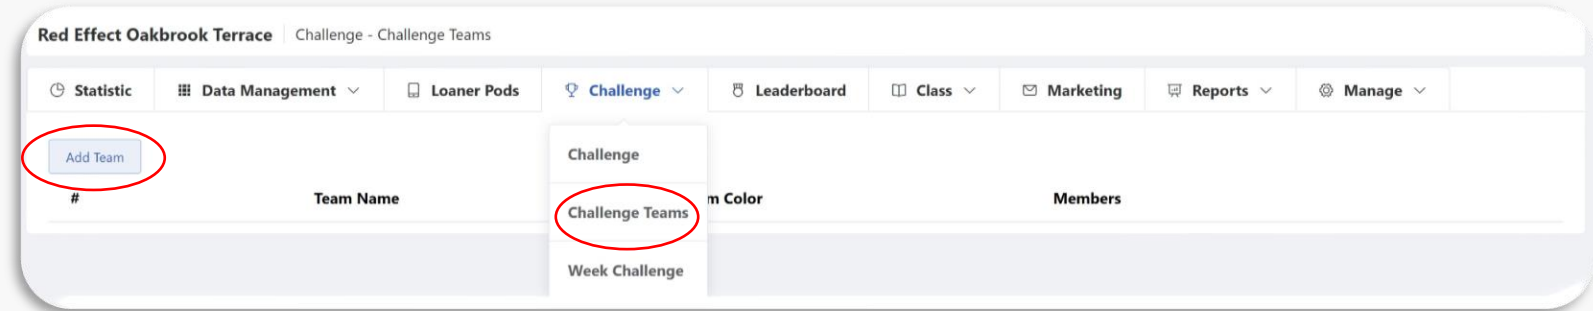 Red Effect Oakbrook Terrace Challenge - Challenge Teams
Statistic Data Management Loaner Pods Challenge Leaderboard Class Marketing Reports Manage
Add Team
Challenge
# Team Name m Color Members
Challenge Teams
Week Challenge